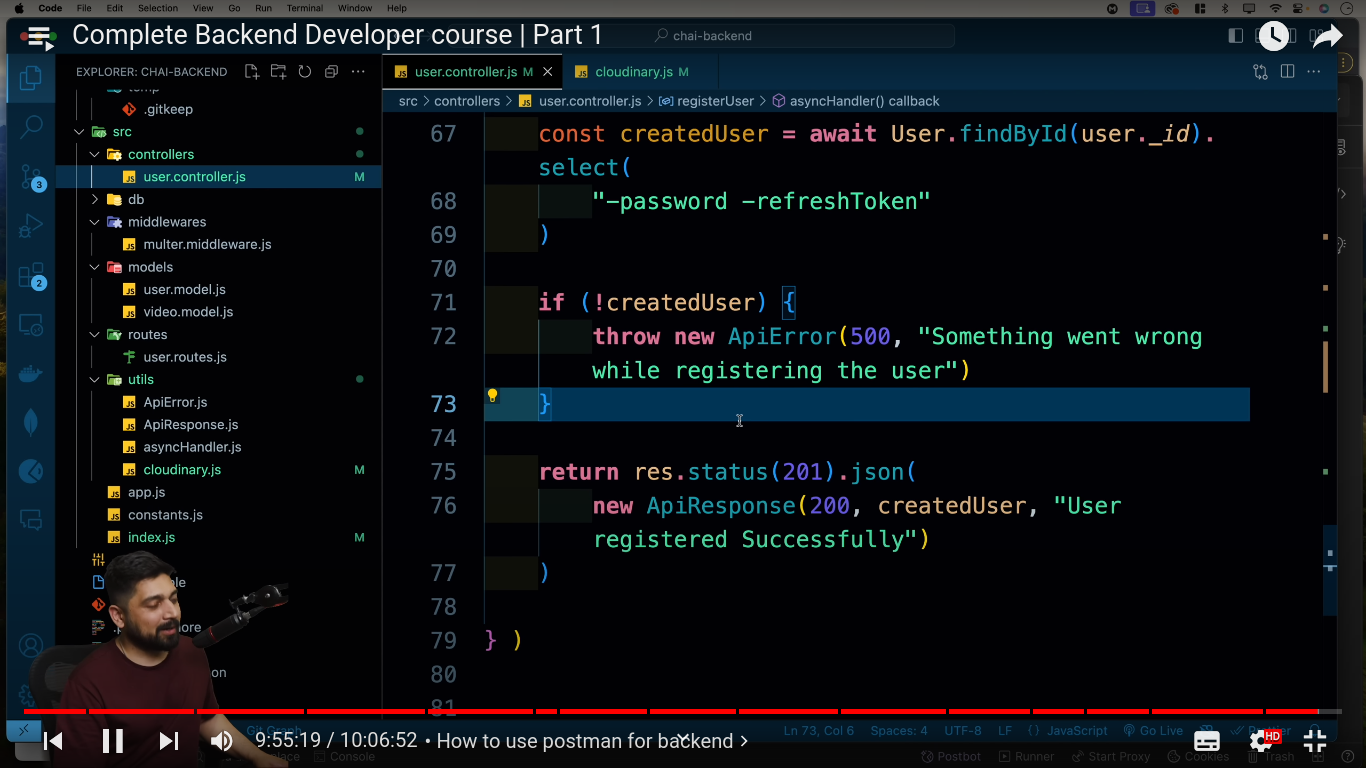 Code File Edit Selection View Go Run Terminal Window Help
Complete Backend Developer course | Part 1
chai-backend
EXPLORER: CHAI-BACKEND
user.controller.js M
cloudinary.js M
src > controllers > user.controller.js > registerUser > asyncHandler() callback
temp
.gitkeep
src
controllers
user.controller.js M
db
middlewares
multer.middleware.js
models
user.model.js
video.model.js
routes
user.routes.js
utils
ApiError.js
ApiResponse.js
asyncHandler.js
cloudinary.js M
app.js
constants.js
index.js M
3
2
67 const createdUser = await User.findById(user._id).
select(
68 "-password -refreshToken"
69 )
70
71 if (!createdUser) {
72 throw new ApiError(500, "Something went wrong
while registering the user")
73 }
74
75 return res.status(201).json(
76 new ApiResponse(200, createdUser, "User
registered Successfully")
77 )
78
79 } )
80
81
Git Graph
Ln 73, Col 6 Spaces: 4 UTF-8 LF {} JavaScript Go Live Prettier
9:55:19 / 10:06:52 • How to use postman for backend >
HD
Console Postbot Runner Start Proxy Cookies Trash